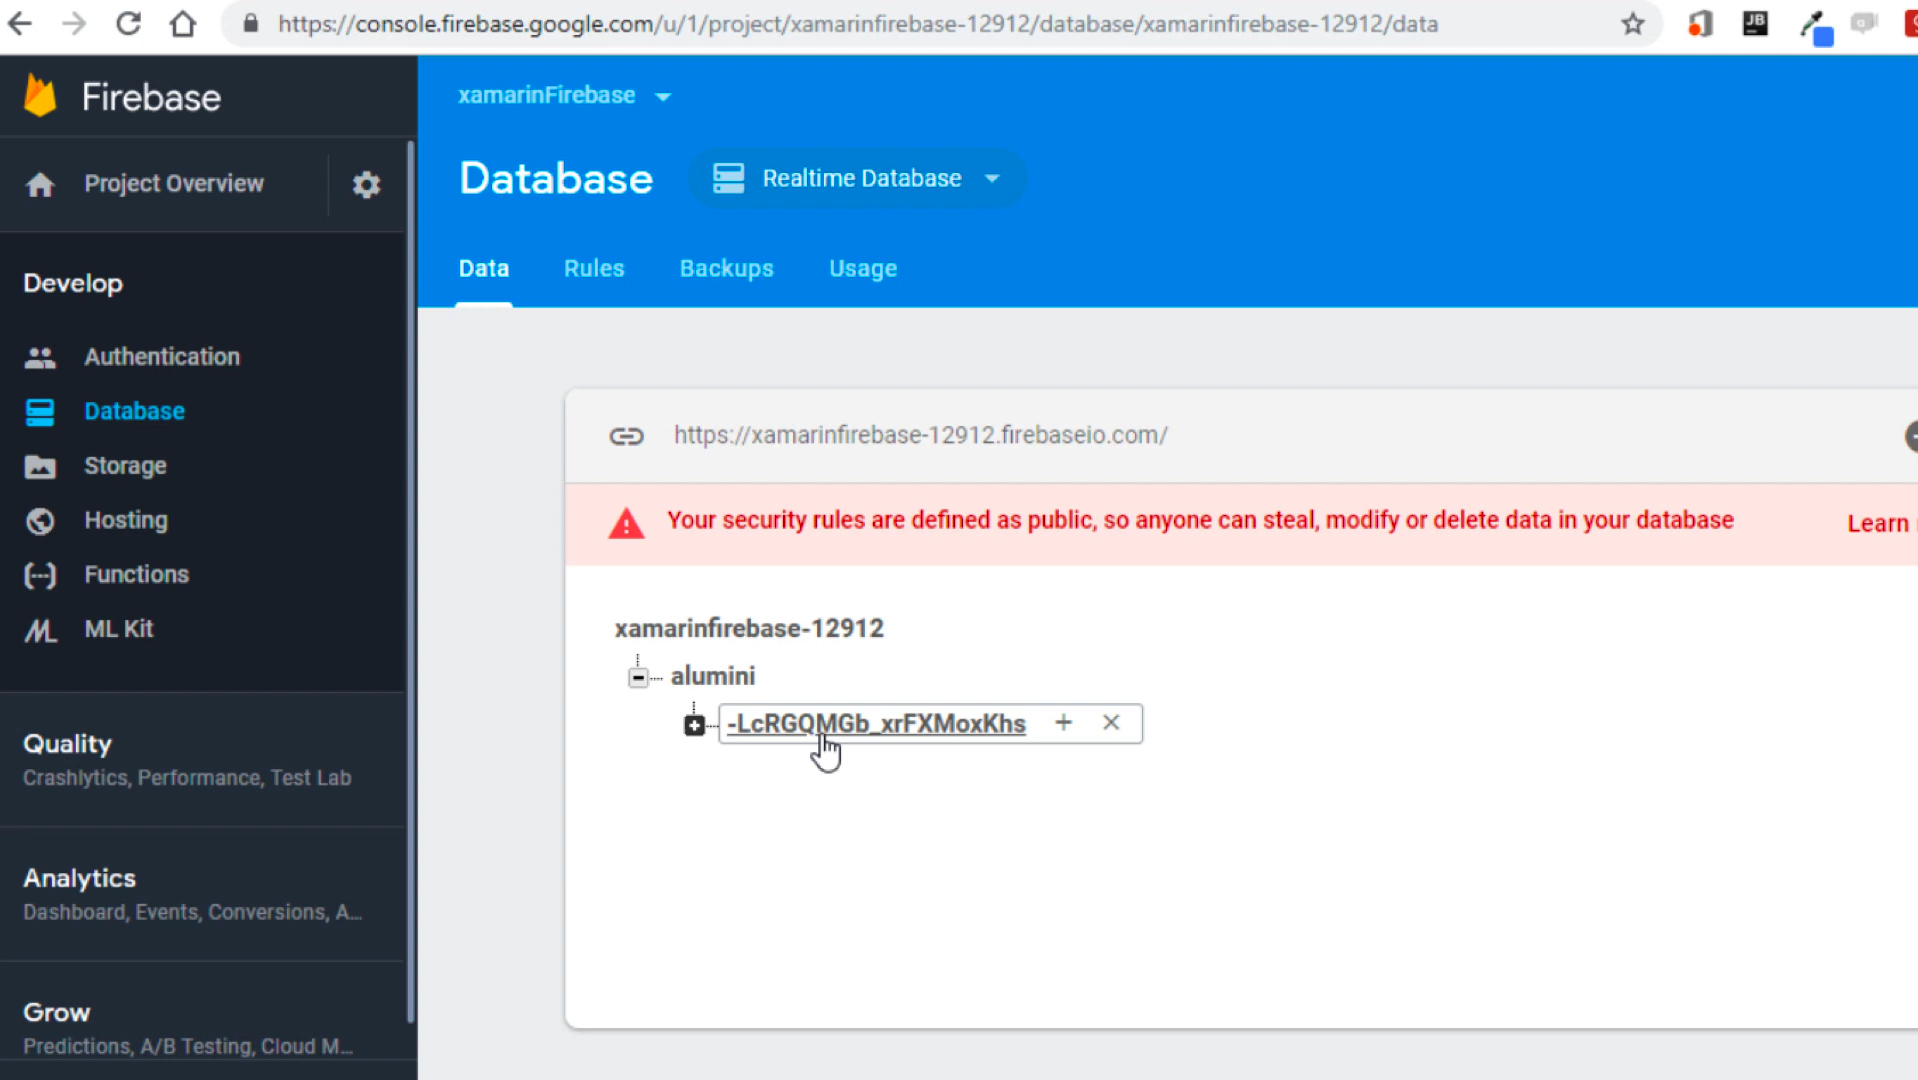 https://console.firebase.google.com/u/1/project/xamarinfirebase-12912/database/xamarinfirebase-12912/data
JB
Firebase
xamarinFirebase
Project Overview
Database
Realtime Database
Data
Rules
Backups
Usage
Develop
Authentication
Database
Storage
Hosting
Functions
ML Kit
https://xamarinfirebase-12912.firebaseio.com/
Your security rules are defined as public, so anyone can steal, modify or delete data in your database
Learn
xamarinfirebase-12912
alumini
-LcRGQMGb_xrFXMoxKhs
Quality
Crashlytics, Performance, Test Lab
Analytics
Dashboard, Events, Conversions, A...
Grow
Predictions, A/B Testing, Cloud M...